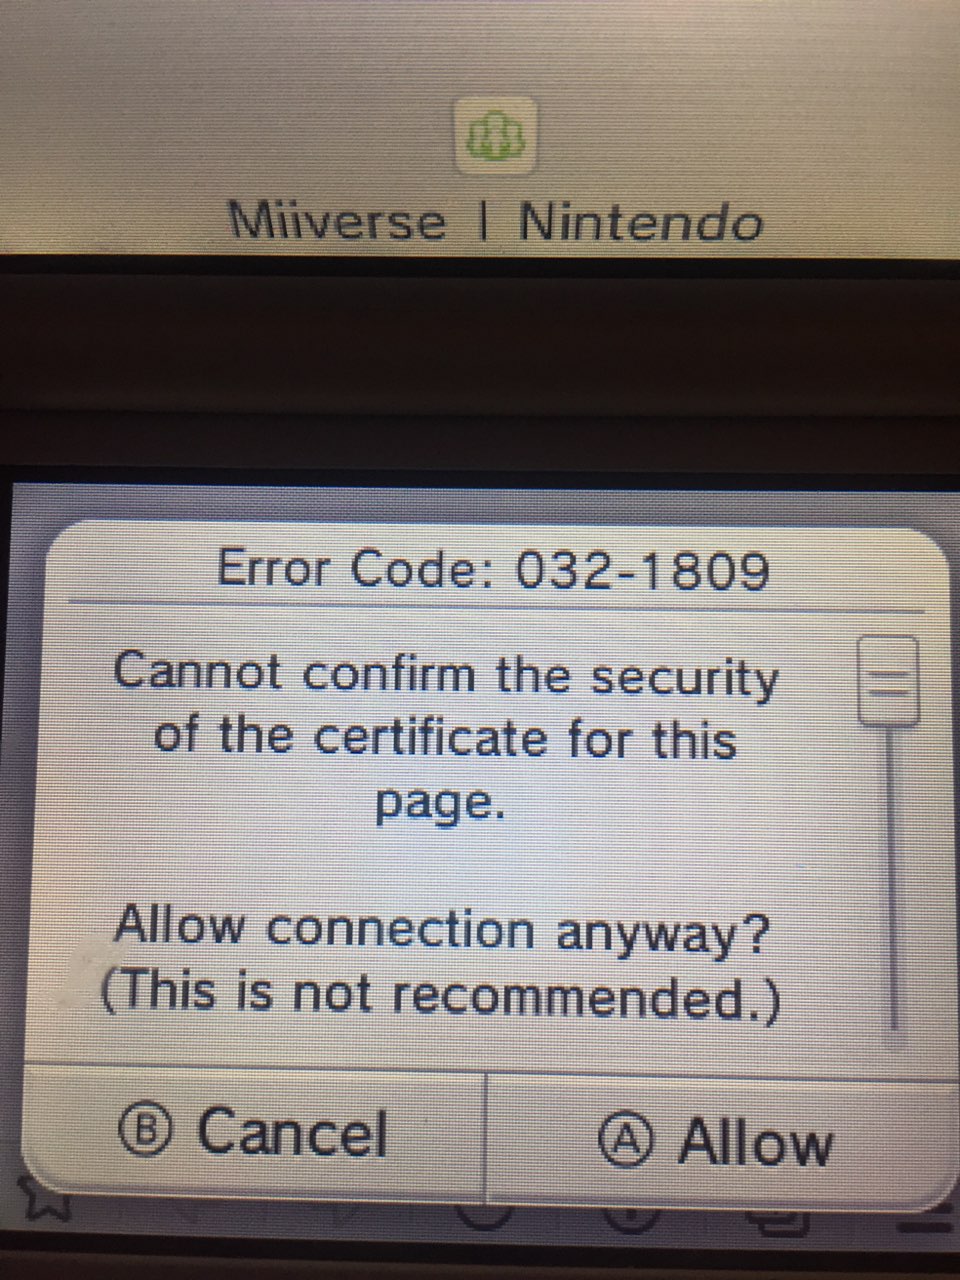 Miiverse | Nintendo
Error Code: 032-1809
Cannot confirm the security
of the certificate for this
page.
Allow connection anyway?
(This is not recommended.)
Ⓑ Cancel
Ⓐ Allow